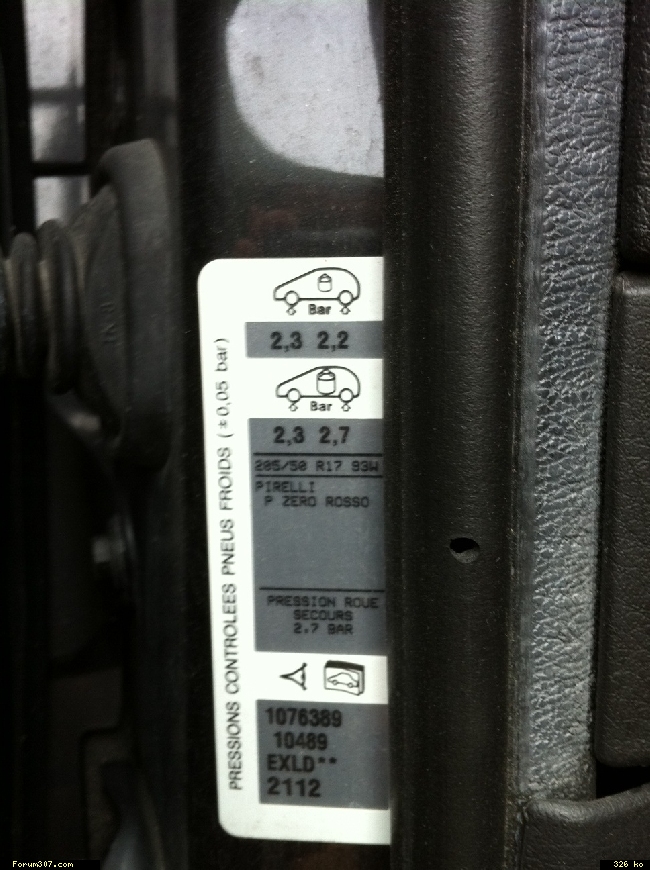 PRESSIONS CONTROLEES PNEUS FROIDS (±0,05 bar)
Bar
2,3 2,2
Bar
2,3 2,7
205/50 R17 93W
PIRELLI
P ZERO ROSSO
PRESSION ROUE
SECOURS
2.7 BAR
1076389
10489
EXLD**
2112
Forum307.com
326 ko